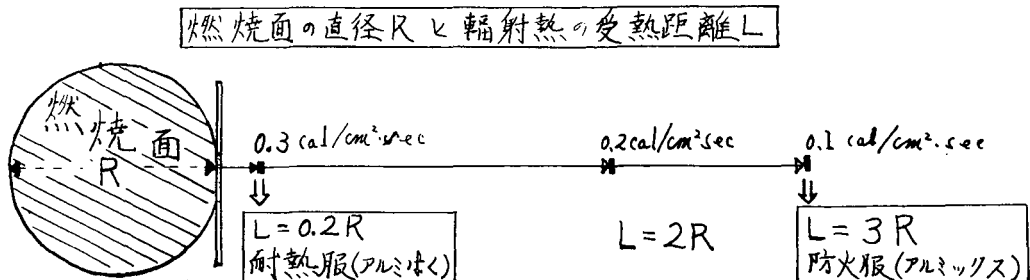 燃焼面の直径Rと輻射熱の受熱距離L
燃焼面
R
0.3 cal/cm²·sec
0.2cal/cm²sec
0.1 cal/cm²·sec
L=0.2R
耐熱服(アルミはく)
L=2R
L=3R
防火服(アルミックス)